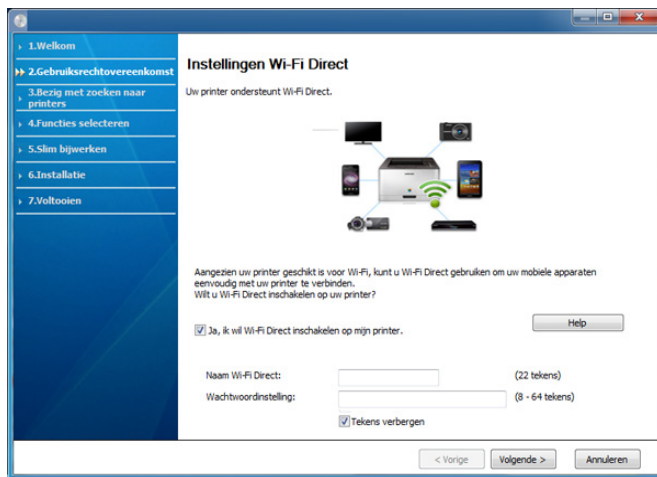 1.Welkom
2.Gebruiksrechtovereenkomst
3.Bezig met zoeken naar
printers
4.Functies selecteren
5.Slim bijwerken
6.Installatie
7.Voltooien
Instellingen Wi-Fi Direct
Uw printer ondersteunt Wi-Fi Direct.
Aangezien uw printer geschikt is voor Wi-Fi, kunt u Wi-Fi Direct gebruiken om uw mobiele apparaten
eenvoudig met uw printer te verbinden.
Wilt u Wi-Fi Direct inschakelen op uw printer?
Help
Ja, ik wil Wi-Fi Direct inschakelen op mijn printer.
Naam Wi-Fi Direct: (22 tekens)
Wachtwoordinstelling: (8 - 64 tekens)
Tekens verbergen
< Vorige Volgende > Annuleren